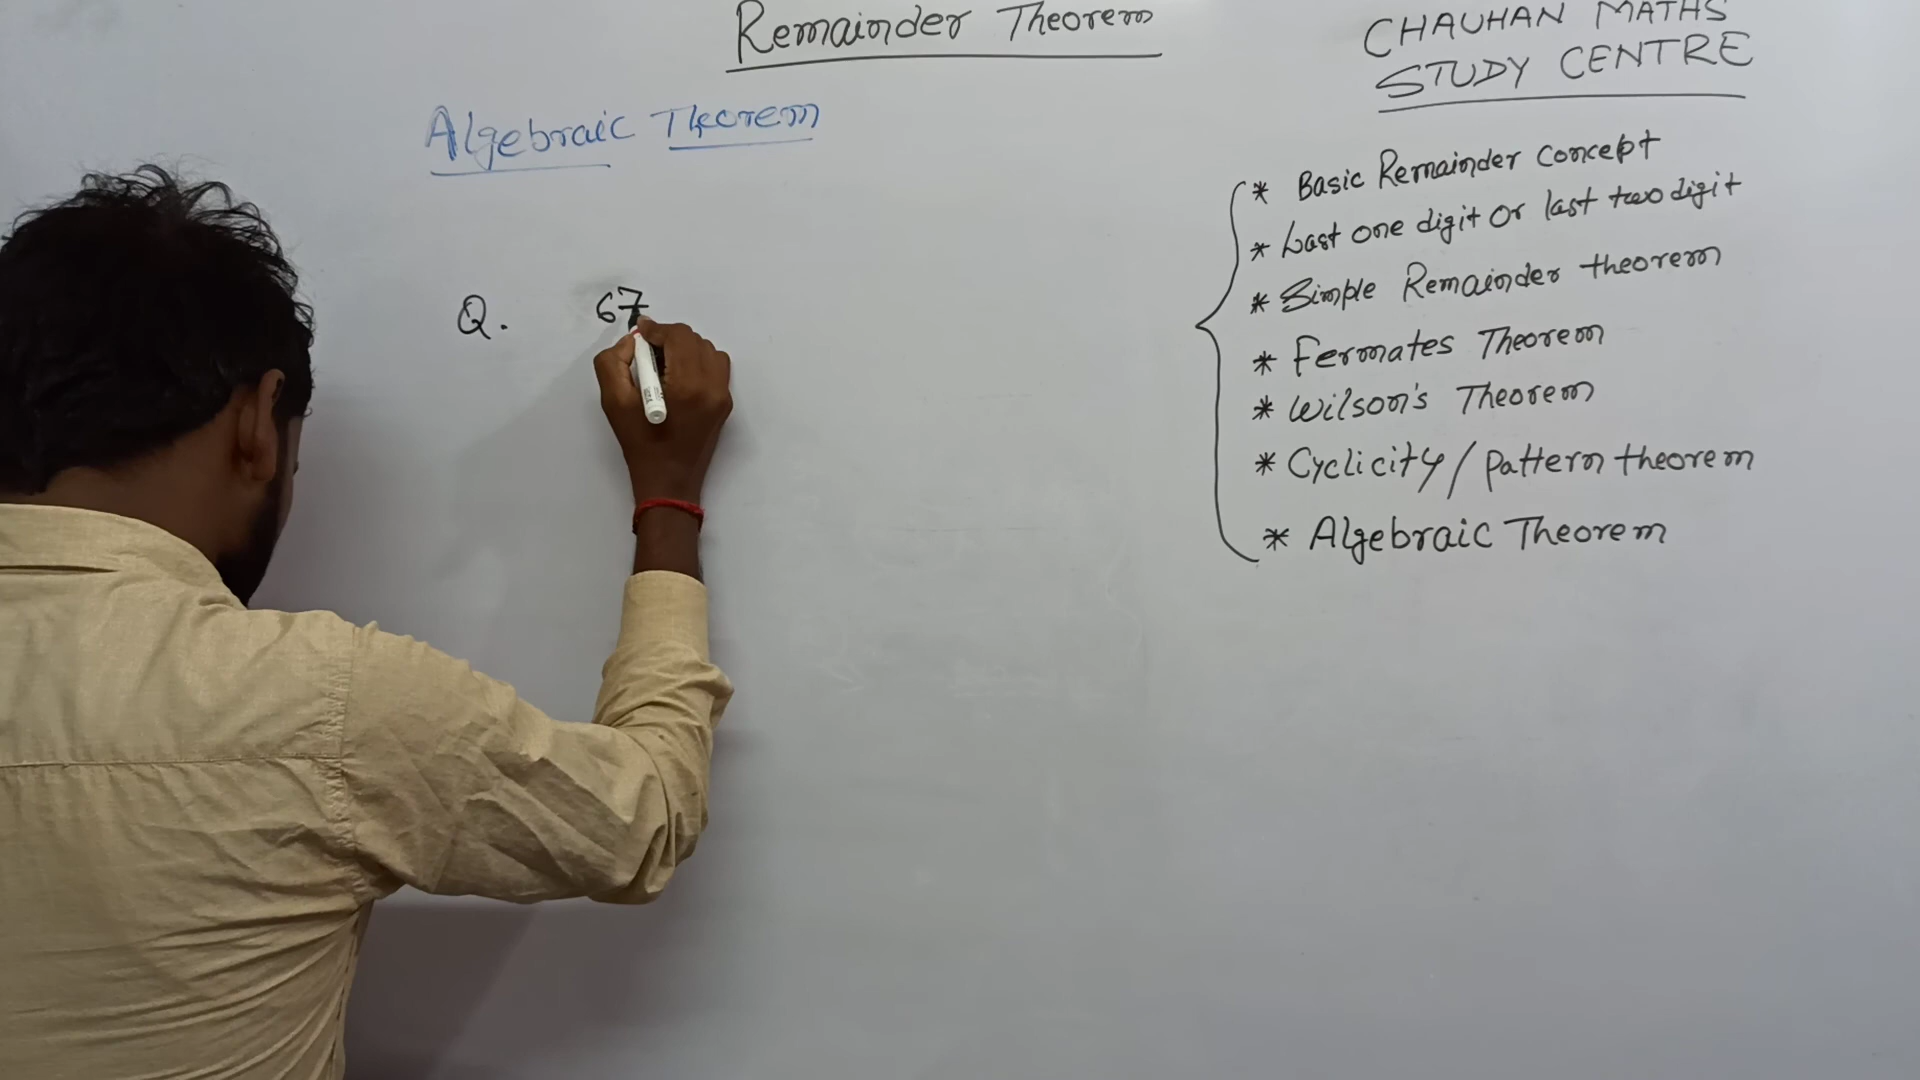 Remainder Theorem
CHAUHAN MATHS
STUDY CENTRE
Algebraic Theorem
* Basic Remainder concept
* Last one digit or last two digit
* Simple Remainder theorem
* Fermates Theorem
* Wilson's Theorem
* Cyclicity / pattern theorem
* Algebraic Theorem
Q. 67